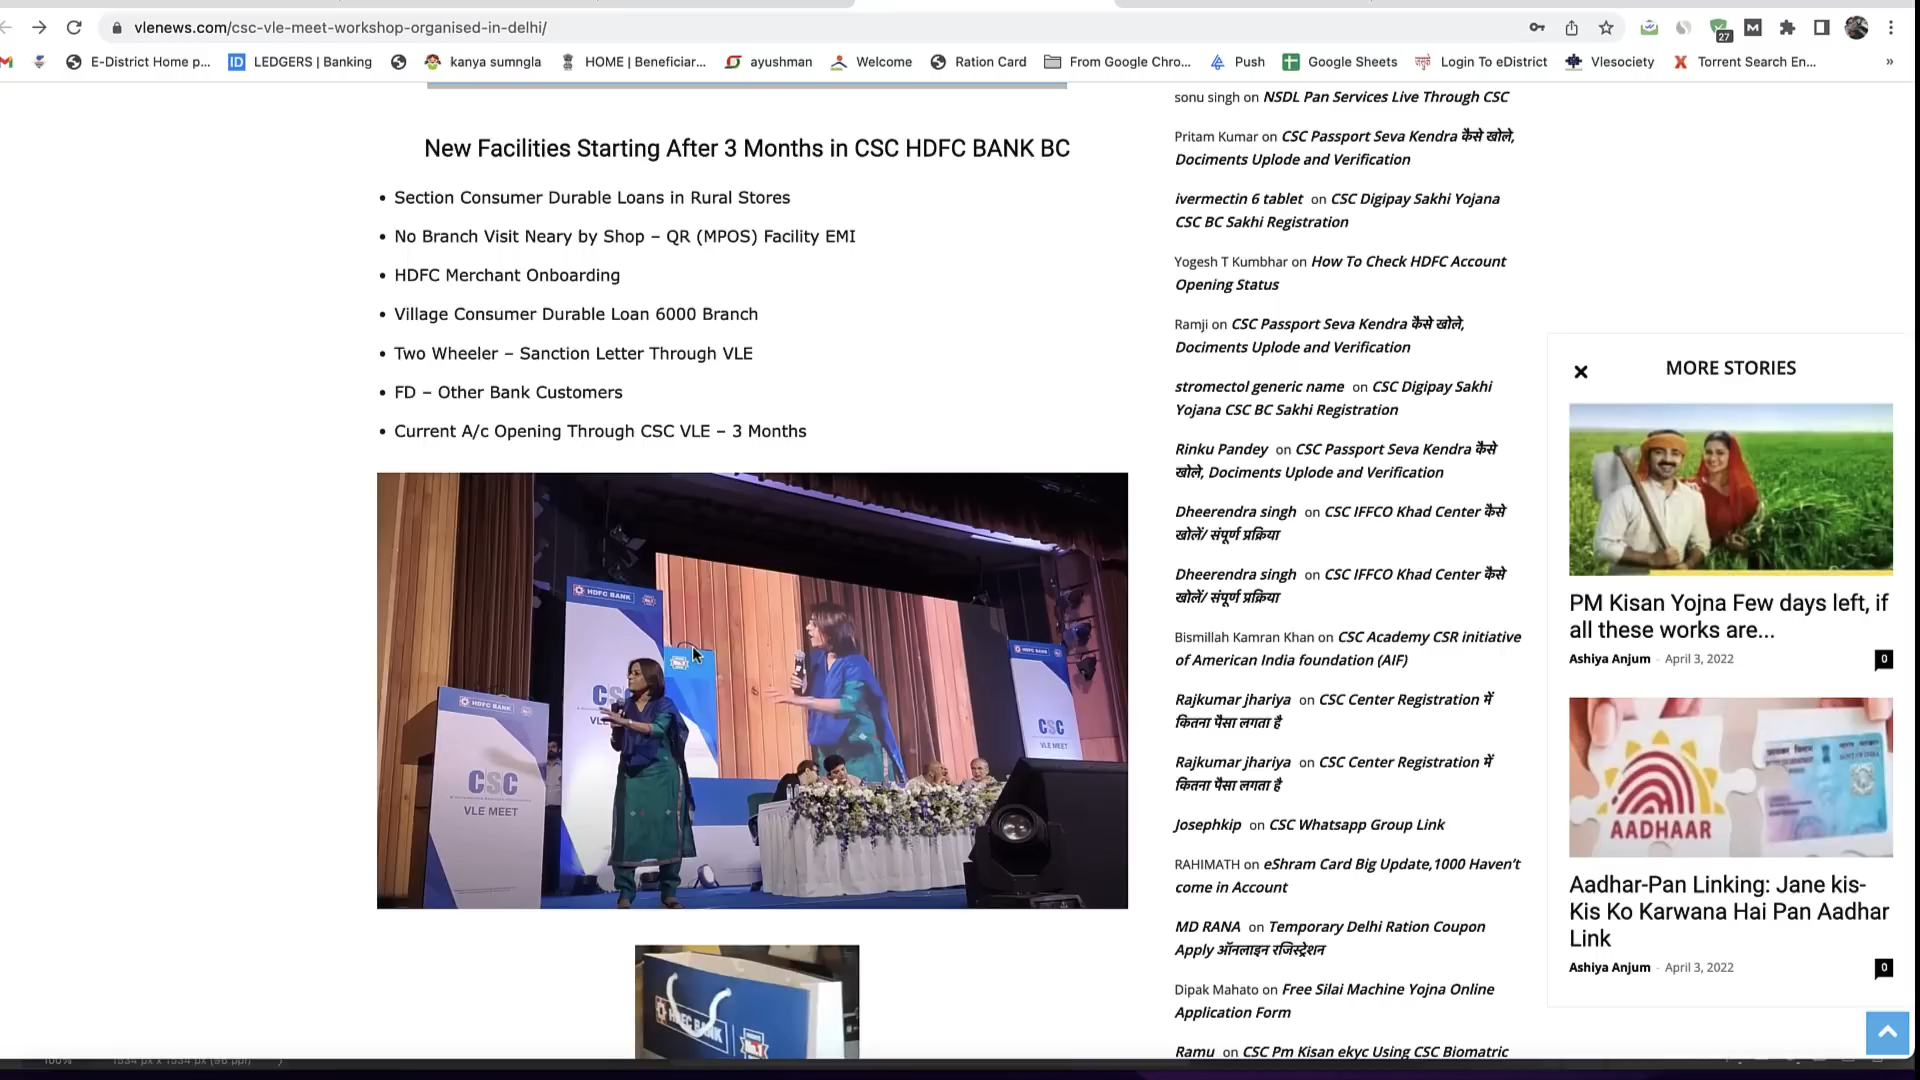 vlenews.com/csc-vle-meet-workshop-organised-in-delhi/
27
E-District Home p...
LEDGERS | Banking
kanya sumngla
HOME | Beneficiar...
ayushman
Welcome
Ration Card
From Google Chro...
Push
Google Sheets
Login To eDistrict
Vlesociety
Torrent Search En...
»
New Facilities Starting After 3 Months in CSC HDFC BANK BC
• Section Consumer Durable Loans in Rural Stores
• No Branch Visit Neary by Shop – QR (MPOS) Facility EMI
• HDFC Merchant Onboarding
• Village Consumer Durable Loan 6000 Branch
• Two Wheeler – Sanction Letter Through VLE
• FD – Other Bank Customers
• Current A/c Opening Through CSC VLE – 3 Months
HDFC BANK
HDFC BANK
HDFC BANK
CSC
VLE MEET
CSC
VLE MEET
HDFC BANK
sonu singh on NSDL Pan Services Live Through CSC
Pritam Kumar on CSC Passport Seva Kendra कैसे खोले,
Dociments Uplode and Verification
ivermectin 6 tablet on CSC Digipay Sakhi Yojana
CSC BC Sakhi Registration
Yogesh T Kumbhar on How To Check HDFC Account
Opening Status
Ramji on CSC Passport Seva Kendra कैसे खोले,
Dociments Uplode and Verification
stromectol generic name on CSC Digipay Sakhi
Yojana CSC BC Sakhi Registration
Rinku Pandey on CSC Passport Seva Kendra कैसे
खोले, Dociments Uplode and Verification
Dheerendra singh on CSC IFFCO Khad Center कैसे
खोलें/ संपूर्ण प्रक्रिया
Dheerendra singh on CSC IFFCO Khad Center कैसे
खोलें/ संपूर्ण प्रक्रिया
Bismillah Kamran Khan on CSC Academy CSR initiative
of American India foundation (AIF)
Rajkumar jhariya on CSC Center Registration में
कितना पैसा लगता है
Rajkumar jhariya on CSC Center Registration में
कितना पैसा लगता है
Josephkip on CSC Whatsapp Group Link
RAHIMATH on eShram Card Big Update,1000 Haven't
come in Account
MD RANA on Temporary Delhi Ration Coupon
Apply ऑनलाइन रजिस्ट्रेशन
Dipak Mahato on Free Silai Machine Yojna Online
Application Form
Ramu on CSC Pm Kisan ekyc Using CSC Biomatric
MORE STORIES
PM Kisan Yojna Few days left, if
all these works are...
Ashiya Anjum - April 3, 2022
0
AADHAAR
Aadhar-Pan Linking: Jane kis-
Kis Ko Karwana Hai Pan Aadhar
Link
Ashiya Anjum - April 3, 2022
0